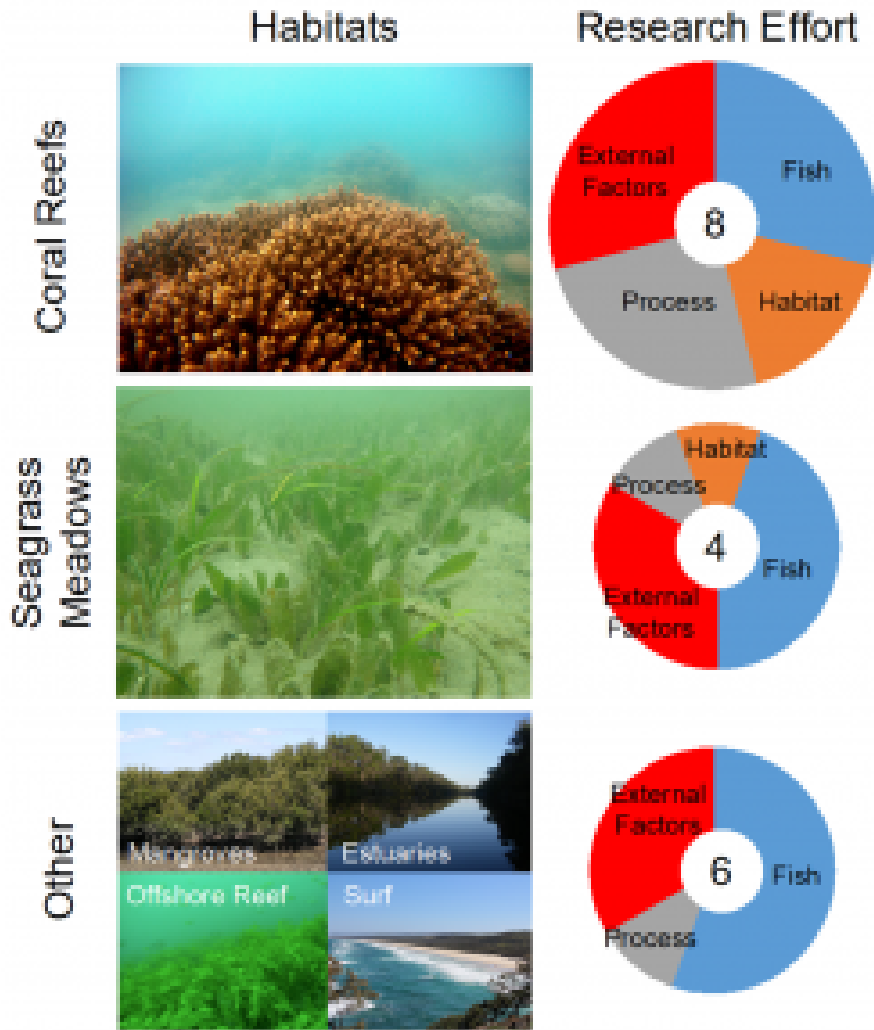 Habitats
Research Effort
Coral Reefs
External
Factors
Fish
8
Process
Habitat
Seagrass
Meadows
Habitat
Process
4
Fish
External
Factors
Other
Mangroves
Estuaries
Offshore Reef
Surf
External
Factors
6
Fish
Process